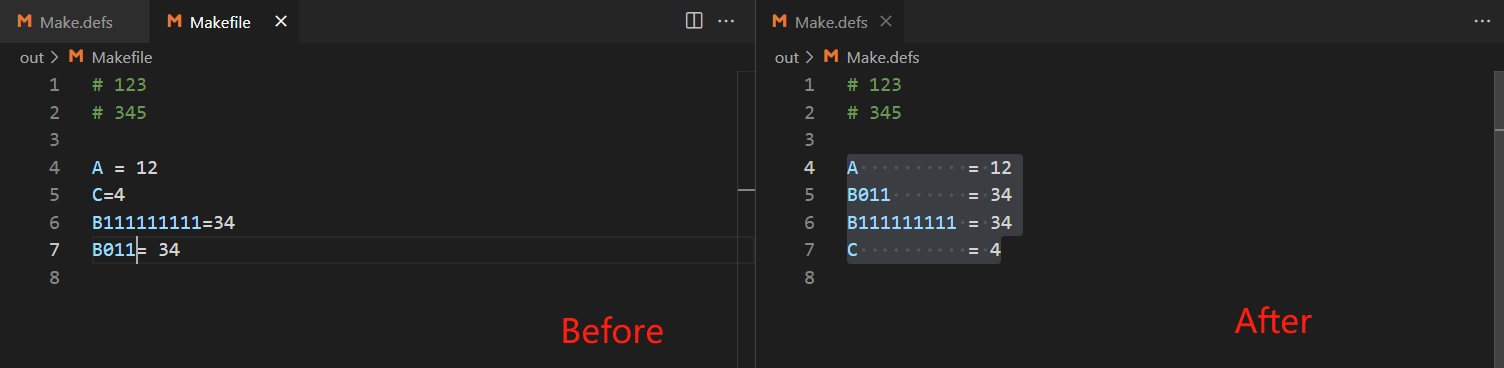 Make.defs
Makefile
out > Makefile
1 # 123
2 # 345
3
4 A = 12
5 C=4
6 B111111111=34
7 B011= 34
8
Before
Make.defs
out > Make.defs
1 # 123
2 # 345
3
4 A = 12
5 B011 = 34
6 B111111111 = 34
7 C = 4
8
After